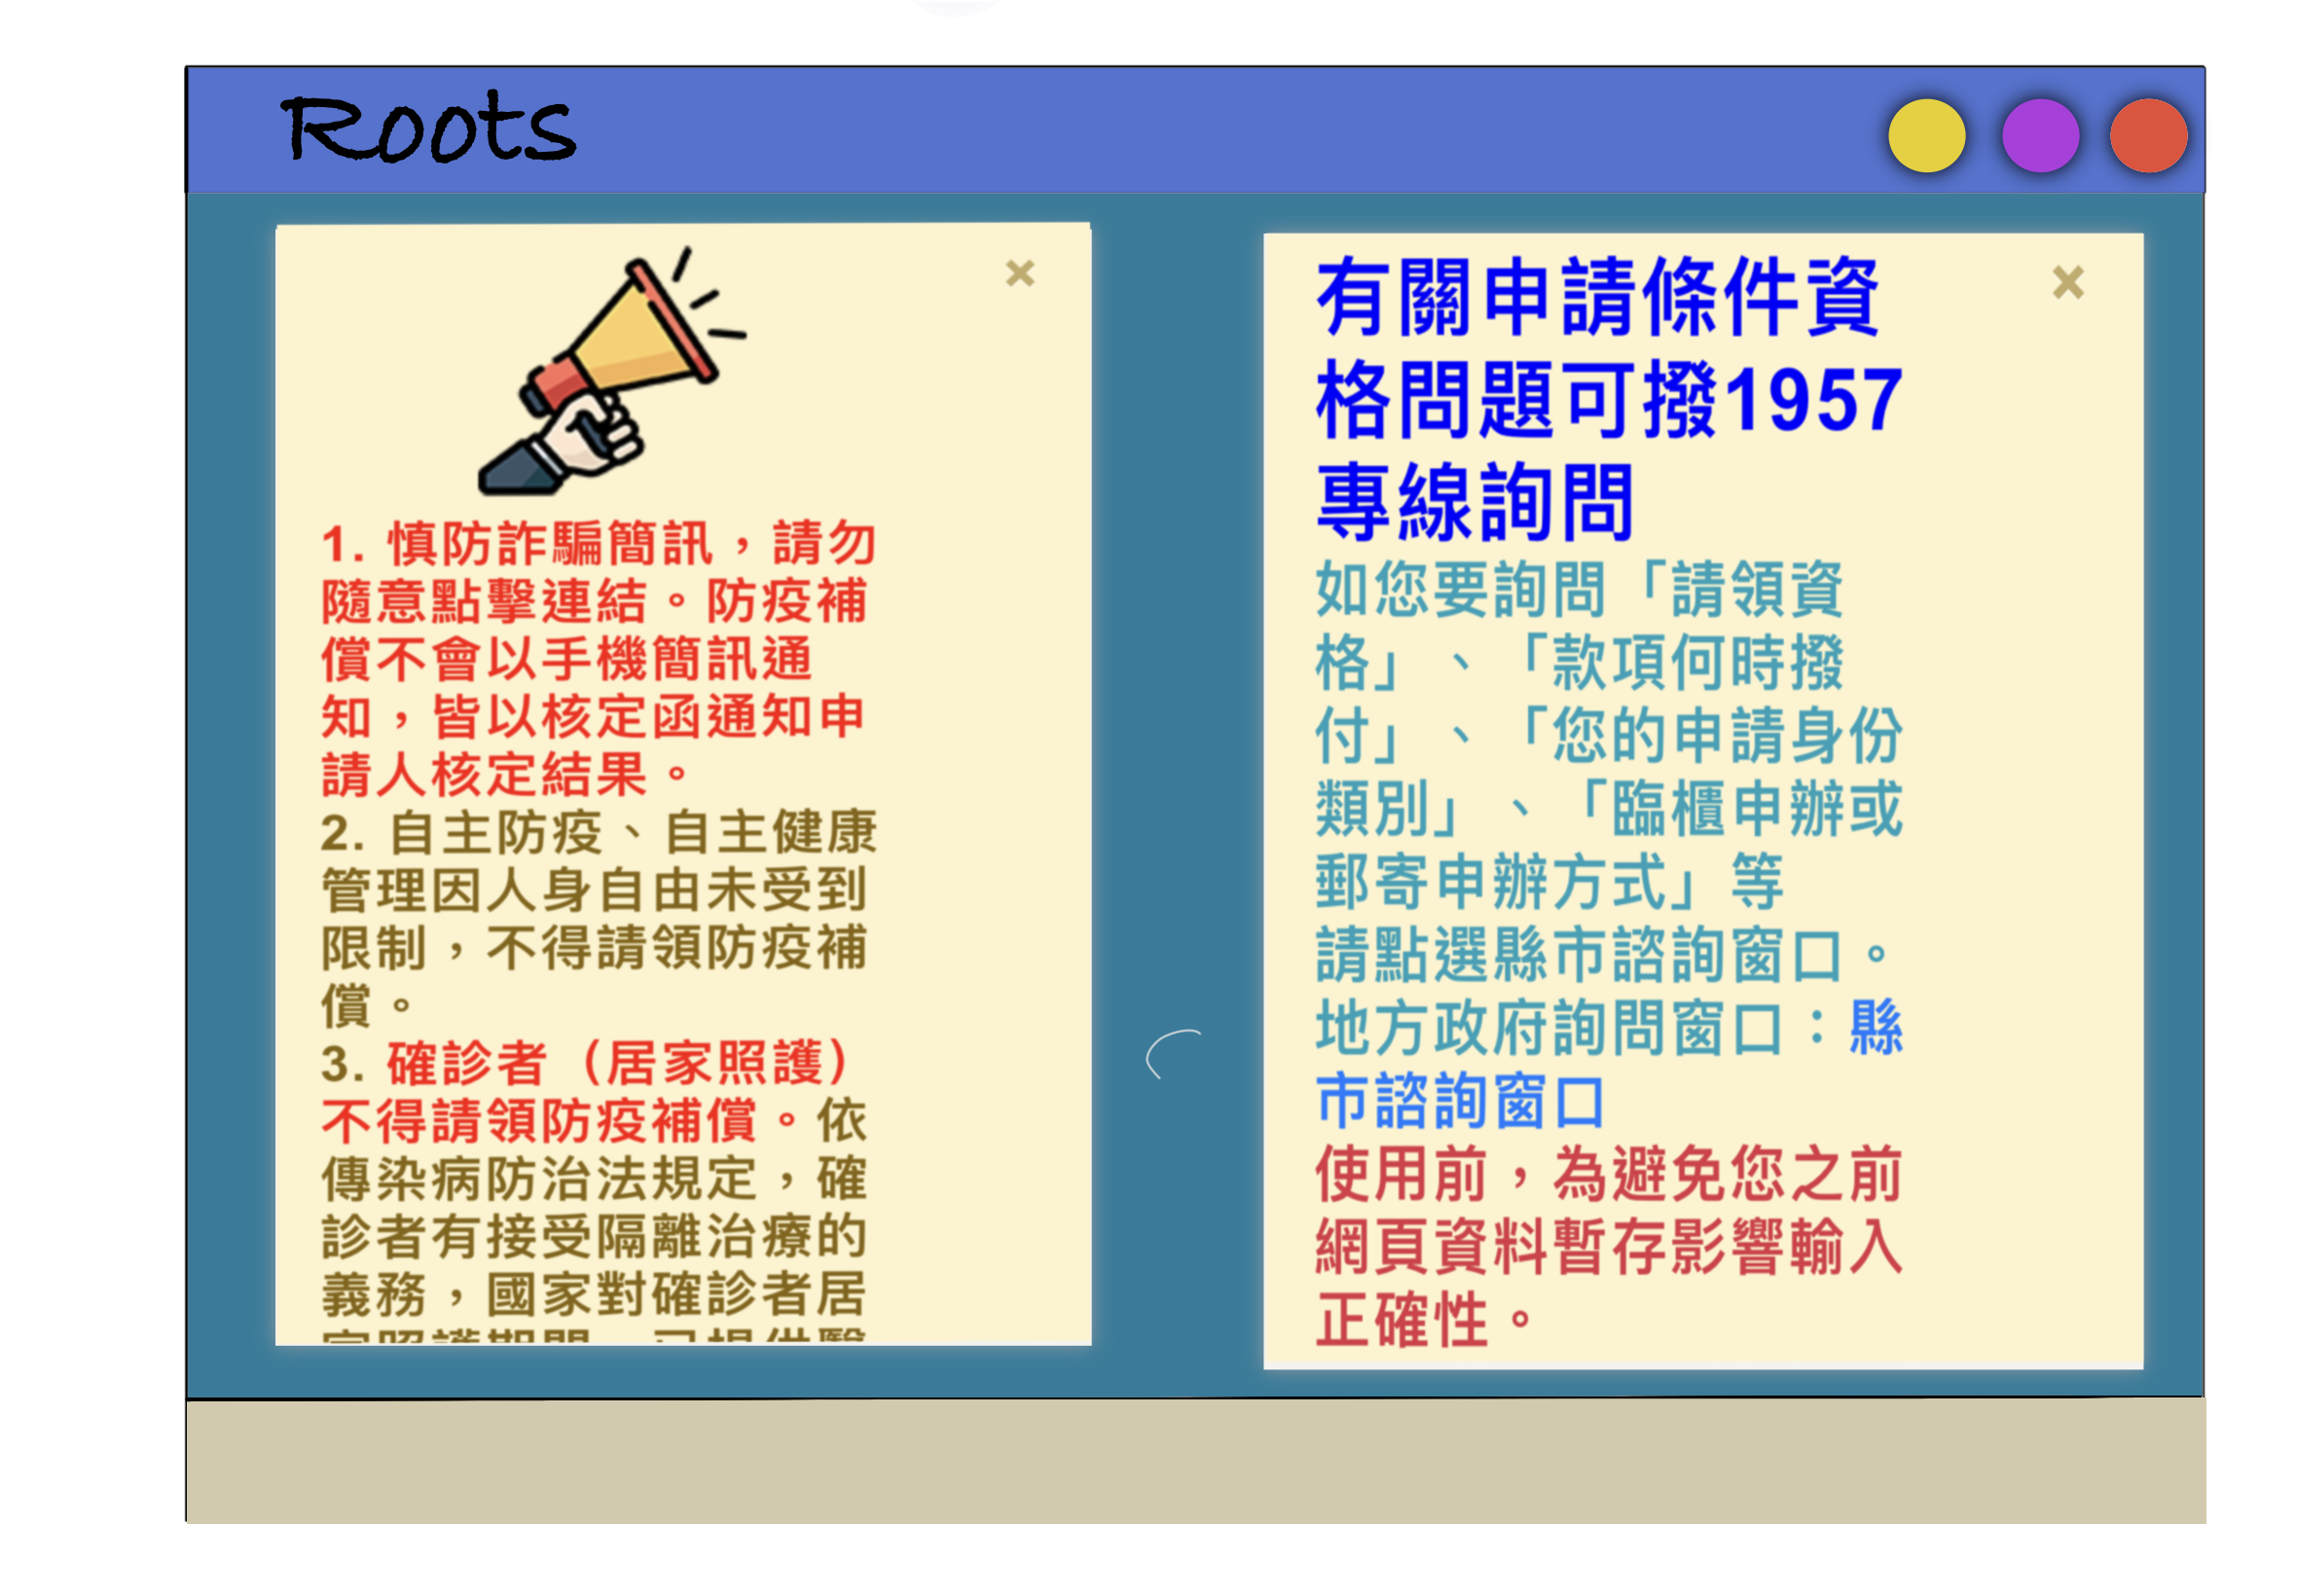 Roots
1. 慎防詐騙簡訊，請勿
隨意點擊連結。防疫補
償不會以手機簡訊通
知，皆以核定函通知申
請人核定結果。
2. 自主防疫、自主健康
管理因人身自由未受到
限制，不得請領防疫補
償。
3. 確診者（居家照護）
不得請領防疫補償。依
傳染病防治法規定，確
診者有接受隔離治療的
義務，國家對確診者居
有關申請條件資
格問題可撥1957
專線詢問
如您要詢問「請領資
格」、「款項何時撥
付」、「您的申請身份
類別」、「臨櫃申辦或
郵寄申辦方式」等
請點選縣市諮詢窗口。
地方政府詢問窗口：縣
市諮詢窗口
使用前，為避免您之前
網頁資料暫存影響輸入
正確性。